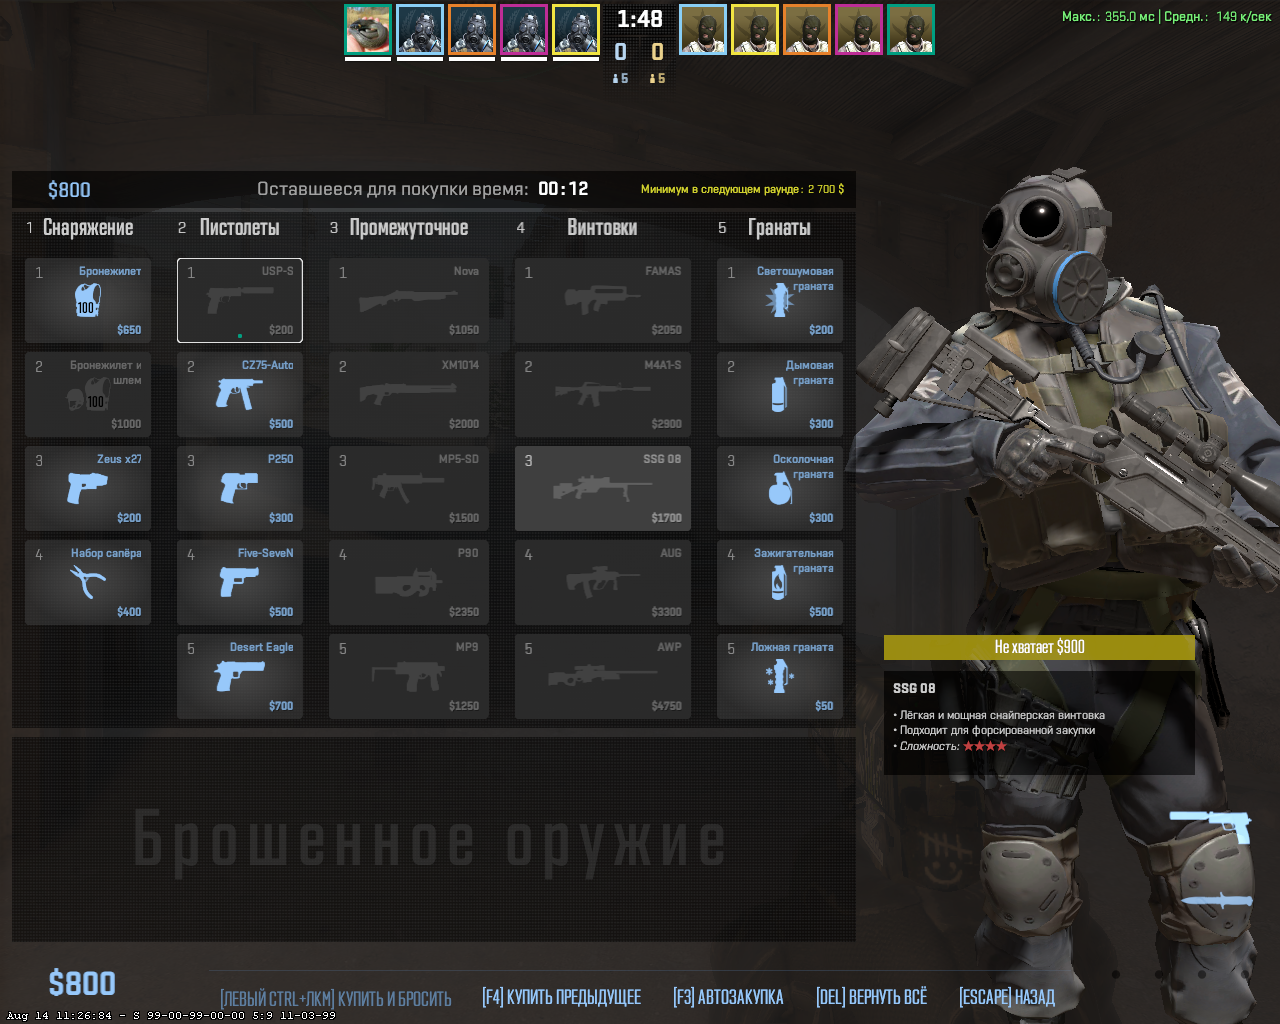 Макс.: 355.0 мс | Средн.: 149 к/сек
1:48
0 0
5 5
$800
Оставшееся для покупки время: 00:12
Минимум в следующем раунде: 2 700 $
1 Снаряжение
1 Бронежилет
100
$650
2 Бронежилет и
шлем
100
$1000
3 Zeus x27
$200
4 Набор сапёра
$400
2 Пистолеты
1 USP-S
$200
2 CZ75-Auto
$500
3 P250
$300
4 Five-SeveN
$500
5 Desert Eagle
$700
3 Промежуточное
1 Nova
$1050
2 XM1014
$2000
3 MP5-SD
$1500
4 P90
$2350
5 MP9
$1250
4 Винтовки
1 FAMAS
$2050
2 M4A1-S
$2900
3 SSG 08
$1700
4 AUG
$3300
5 AWP
$4750
5 Гранаты
1 Светошумовая
граната
$200
2 Дымовая
граната
$300
3 Осколочная
граната
$300
4 Зажигательная
граната
$500
5 Ложная граната
$50
Не хватает $900
SSG 08
• Лёгкая и мощная снайперская винтовка
• Подходит для форсированной закупки
• Сложность: ★★★★
Брошенное оружие
$800
[ЛЕВЫЙ CTRL+ЛКМ] КУПИТЬ И БРОСИТЬ
[F4] КУПИТЬ ПРЕДЫДУЩЕЕ
[F3] АВТОЗАКУПКА
[DEL] ВЕРНУТЬ ВСЁ
[ESCAPE] НАЗАД
Aug 14 11:26:84 - S 99-00-99-00-00 5:9 11-03-99